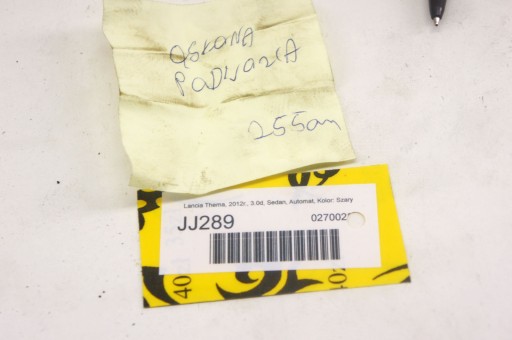 OSŁONA
PODWOZIA
255cm
Lancia Thema, 2012r., 3.0d, Sedan, Automat, Kolor: Szary
JJ289
027002
40